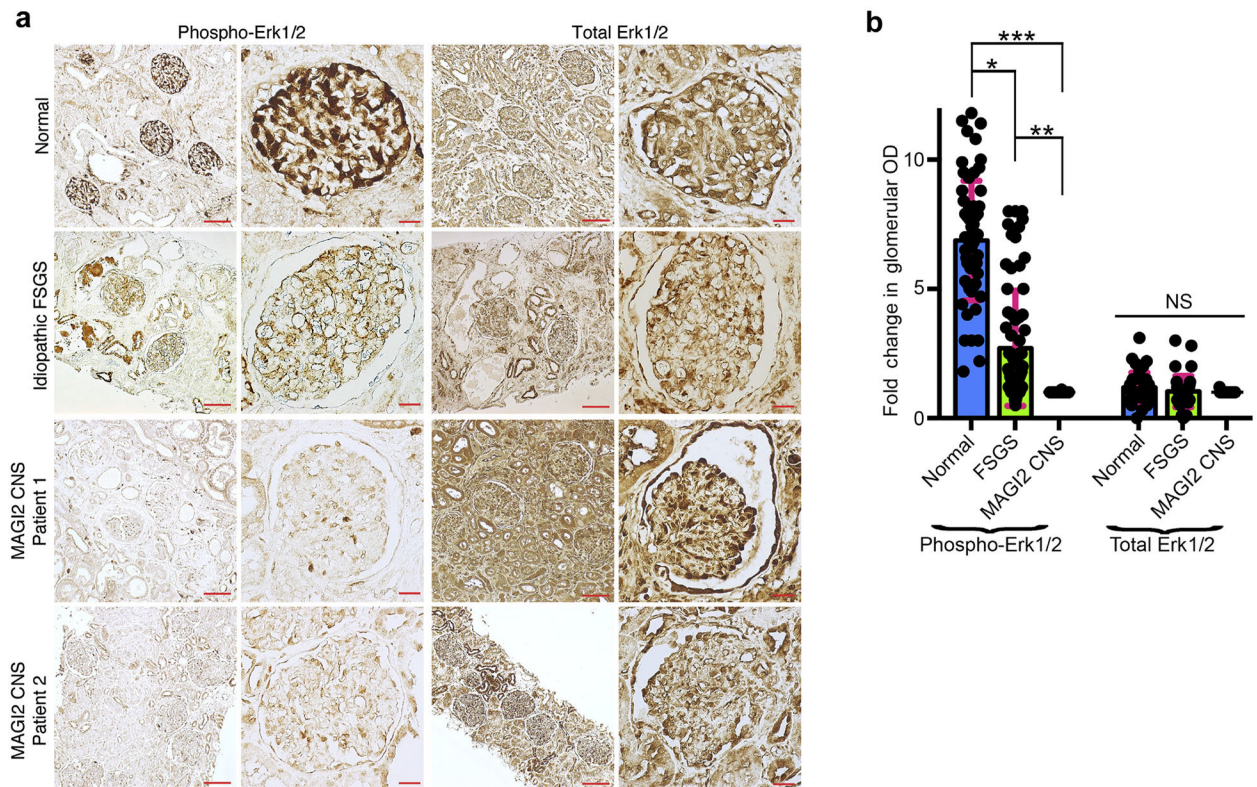 a
Phospho-Erk1/2
Total Erk1/2
Normal
Idiopathic FSGS
MAGI2 CNS
Patient 1
MAGI2 CNS
Patient 2
b
***
*
**
Fold change in glomerular OD
10
5
0
NS
Normal
FSGS
MAGI2 CNS
Normal
FSGS
MAGI2 CNS
Phospho-Erk1/2
Total Erk1/2